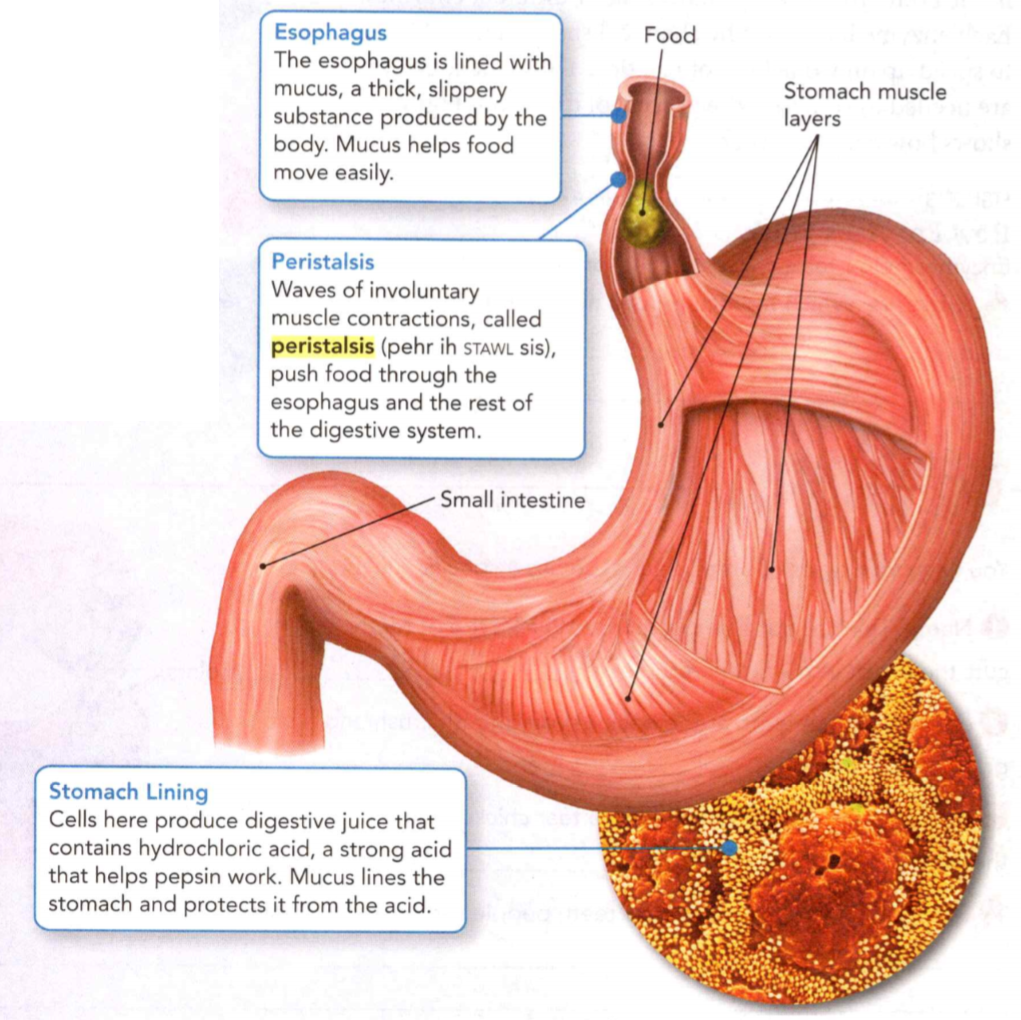 Esophagus
The esophagus is lined with
mucus, a thick, slippery
substance produced by the
body. Mucus helps food
move easily.
Food
Stomach muscle
layers
Peristalsis
Waves of involuntary
muscle contractions, called
peristalsis (pehr ih STAWL sis),
push food through the
esophagus and the rest of
the digestive system.
Small intestine
Stomach Lining
Cells here produce digestive juice that
contains hydrochloric acid, a strong acid
that helps pepsin work. Mucus lines the
stomach and protects it from the acid.